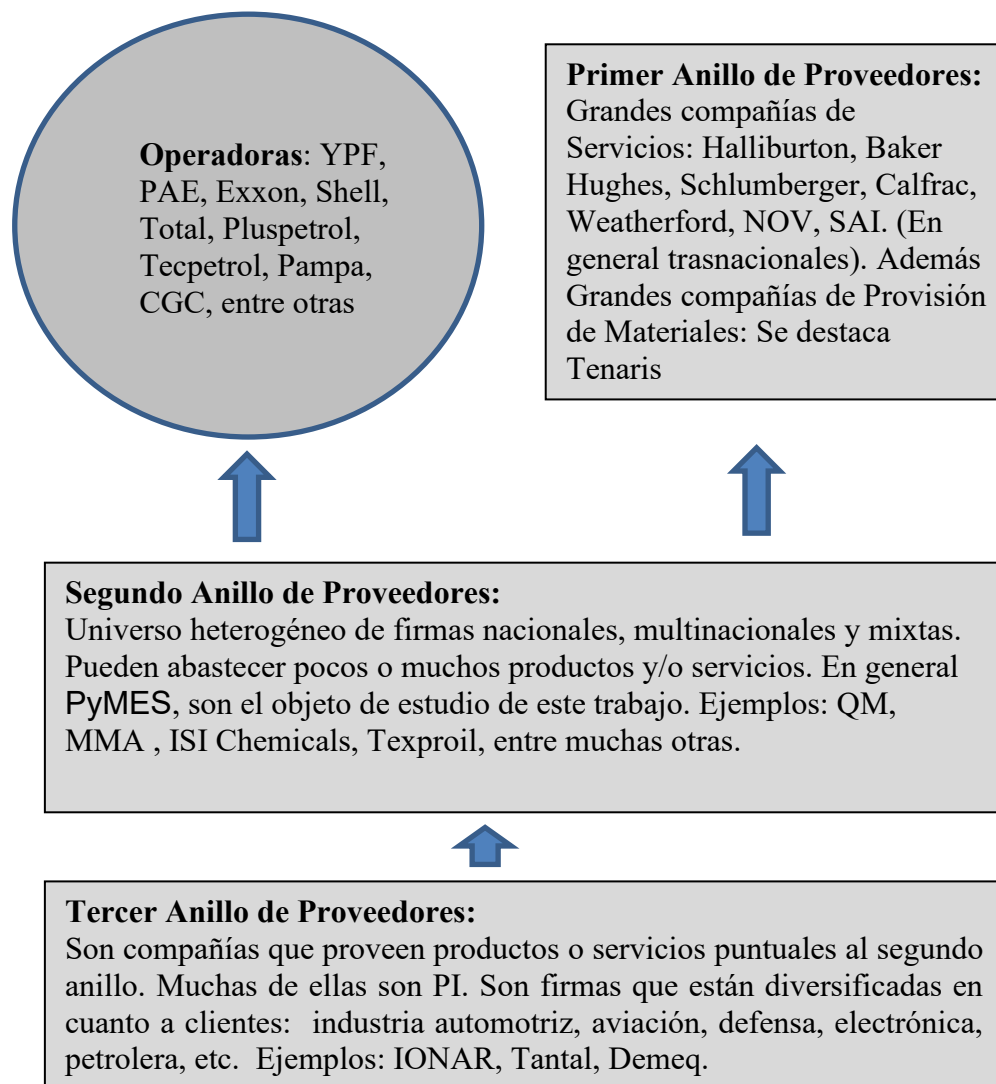 Operadoras: YPF,
PAE, Exxon, Shell,
Total, Pluspetrol,
Tecpetrol, Pampa,
CGC, entre otras
Primer Anillo de Proveedores:
Grandes compañías de
Servicios: Halliburton, Baker
Hughes, Schlumberger, Calfrac,
Weatherford, NOV, SAI. (En
general trasnacionales). Además
Grandes compañías de Provisión
de Materiales: Se destaca
Tenaris
Segundo Anillo de Proveedores:
Universo heterogéneo de firmas nacionales, multinacionales y mixtas.
Pueden abastecer pocos o muchos productos y/o servicios. En general
PyMES, son el objeto de estudio de este trabajo. Ejemplos: QM,
MMA , ISI Chemicals, Texproil, entre muchas otras.
Tercer Anillo de Proveedores:
Son compañías que proveen productos o servicios puntuales al segundo
anillo. Muchas de ellas son PI. Son firmas que están diversificadas en
cuanto a clientes:  industria automotriz, aviación, defensa, electrónica,
petrolera, etc.  Ejemplos: IONAR, Tantal, Demeq.